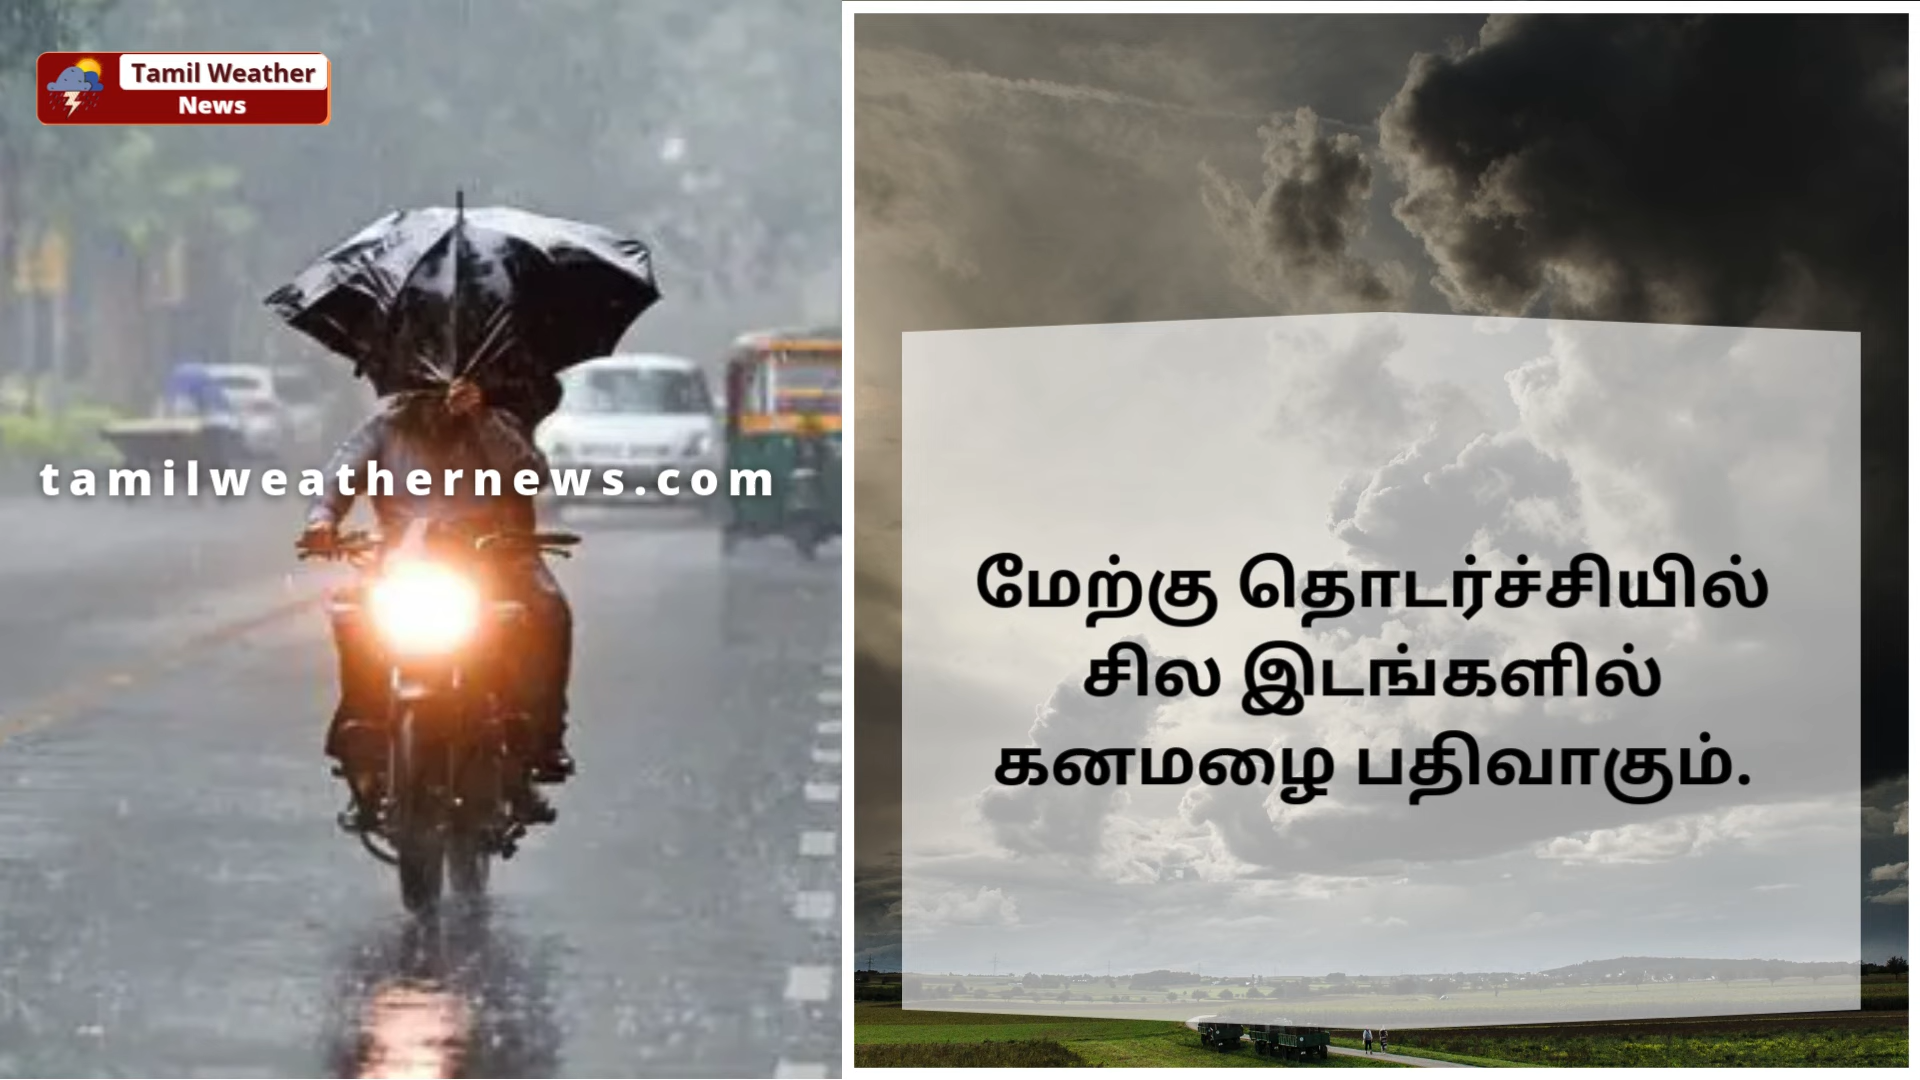 Tamil Weather
News
tamilweathernews.com
மேற்கு தொடர்ச்சியில்
சில இடங்களில்
கனமழை பதிவாகும்.